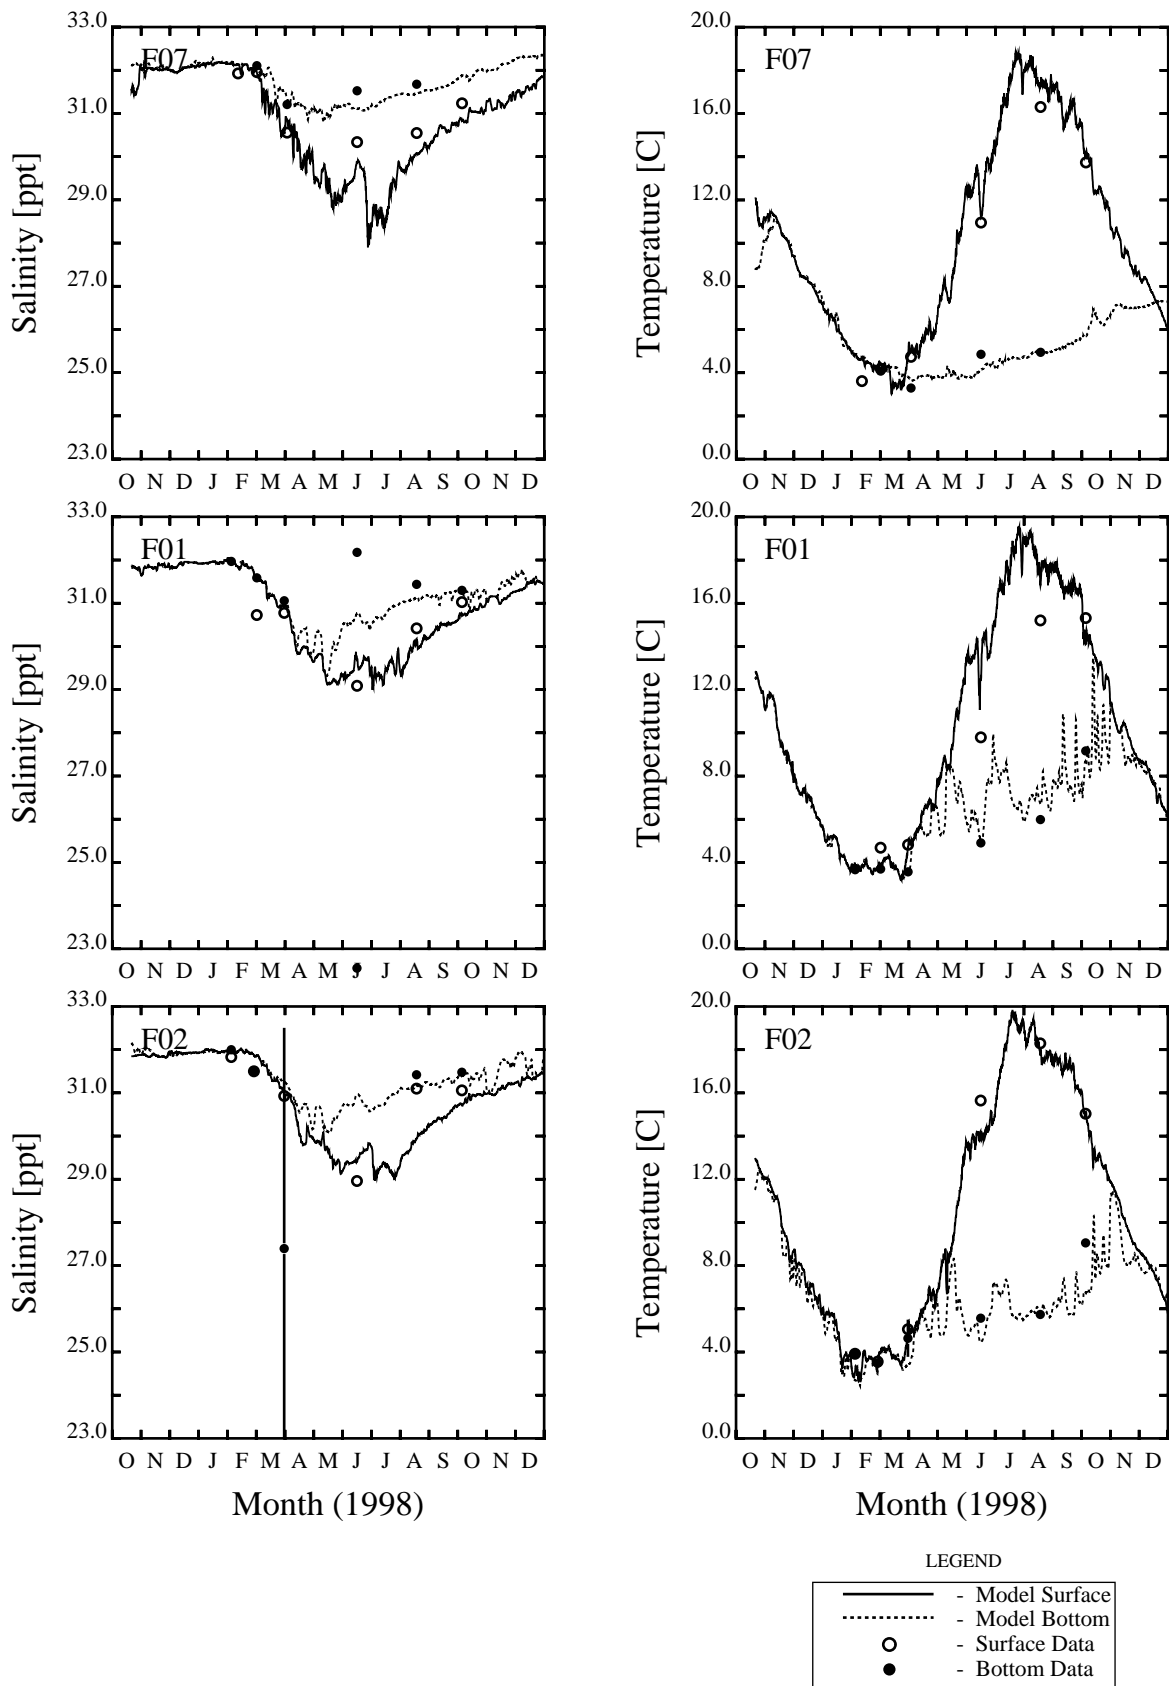 33.0
31.0
29.0
27.0
25.0
23.0
Salinity [ppt]
F07
O N D J F M A M J J A S O N D
20.0
16.0
12.0
8.0
4.0
0.0
Temperature [C]
F07
O N D J F M A M J J A S O N D
33.0
31.0
29.0
27.0
25.0
23.0
Salinity [ppt]
F01
O N D J F M A M J J A S O N D
20.0
16.0
12.0
8.0
4.0
0.0
Temperature [C]
F01
O N D J F M A M J J A S O N D
33.0
31.0
29.0
27.0
25.0
23.0
Salinity [ppt]
F02
O N D J F M A M J J A S O N D
Month (1998)
20.0
16.0
12.0
8.0
4.0
0.0
Temperature [C]
F02
O N D J F M A M J J A S O N D
Month (1998)
LEGEND
- Model Surface
- Model Bottom
- Surface Data
- Bottom Data